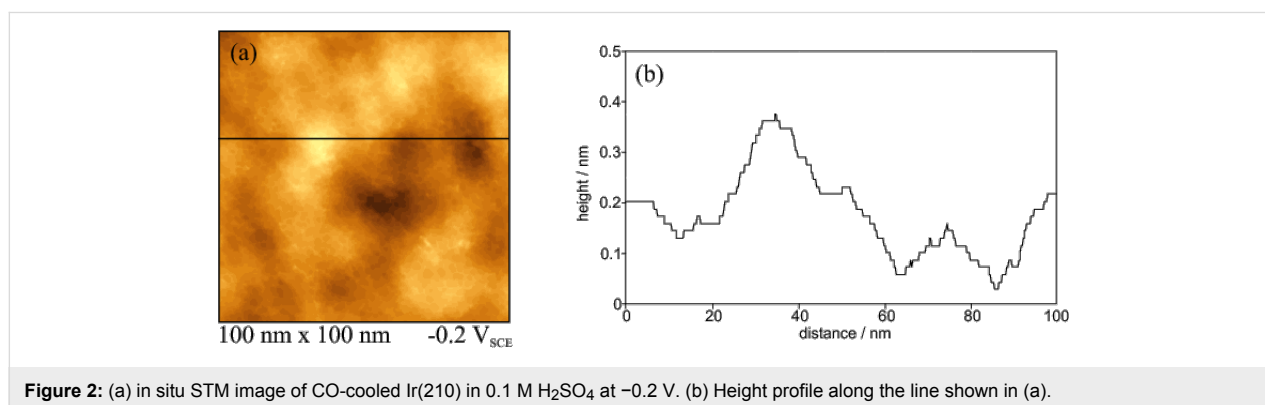 (a)
100 nm x 100 nm -0.2 V_SCE
(b)
height / nm
0.5
0.4
0.3
0.2
0.1
0
0 20 40 60 80 100
distance / nm
Figure 2: (a) in situ STM image of CO-cooled Ir(210) in 0.1 M H₂SO₄ at −0.2 V. (b) Height profile along the line shown in (a).